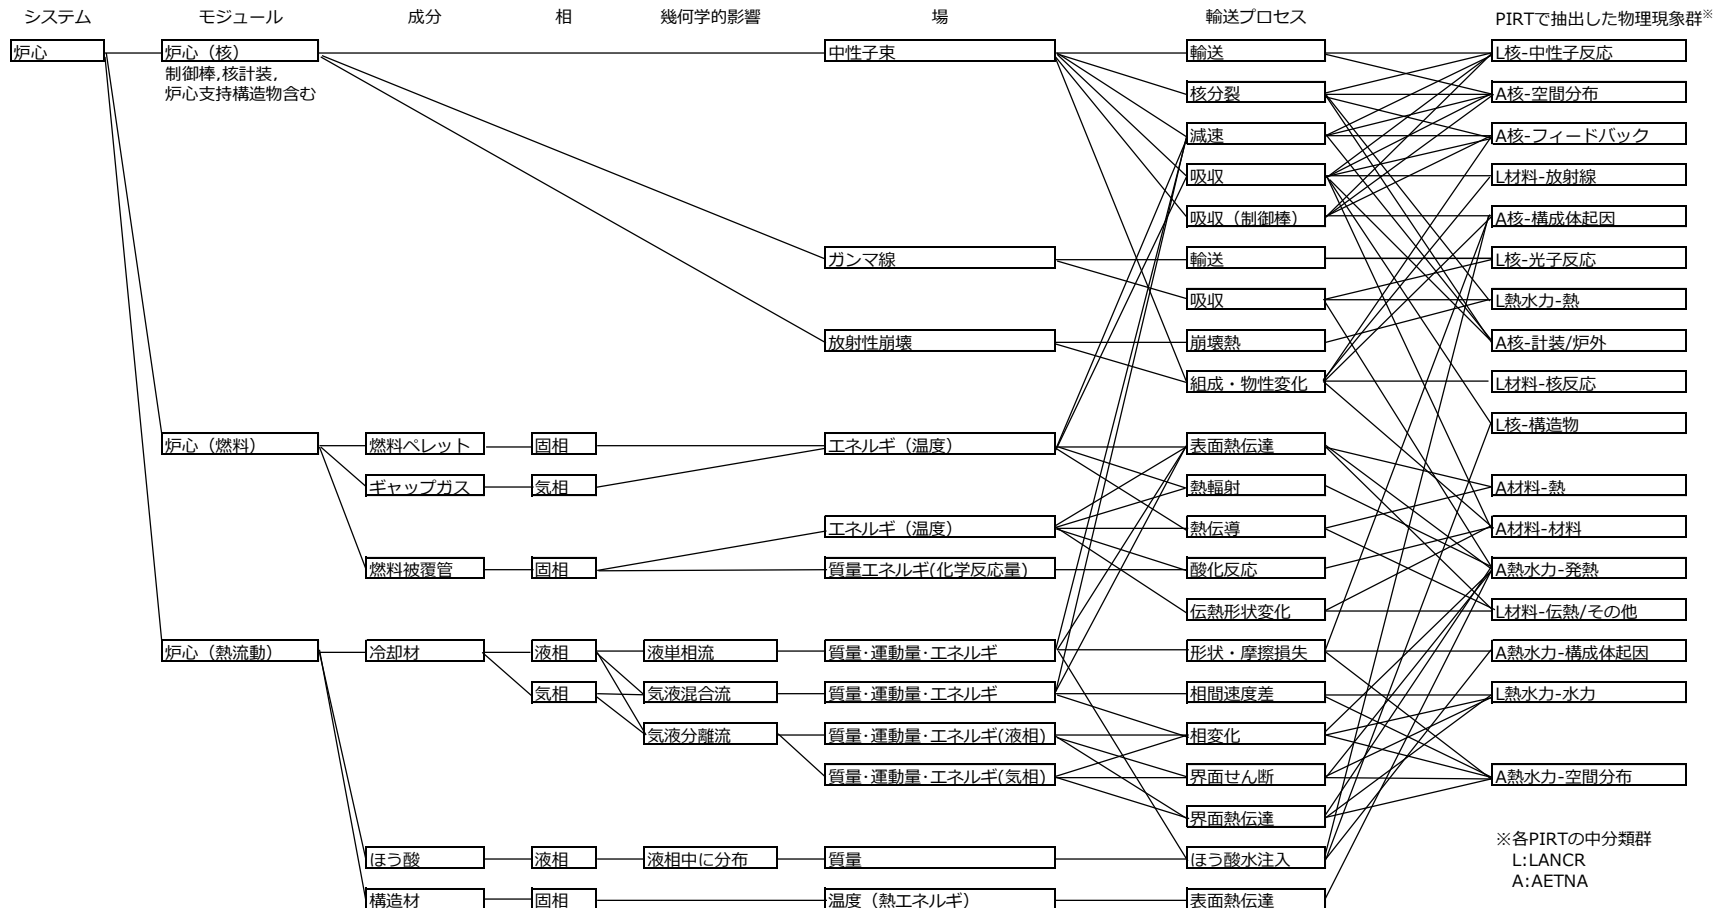 システム モジュール 成分 相 幾何学的影響 場 輸送プロセス PIRTで抽出した物理現象群※
炉心 炉心（核） 中性子束 輸送 L核-中性子反応
制御棒,核計装,
炉心支持構造物含む
核分裂 A核-空間分布
減速 A核-フィードバック
吸収 L材料-放射線
吸収（制御棒） A核-構成体起因
ガンマ線 輸送 L核-光子反応
吸収 L熱水力-熱
放射性崩壊 崩壊熱 A核-計装/炉外
組成・物性変化 L材料-核反応
L核-構造物
炉心（燃料） 燃料ペレット 固相 エネルギ（温度） 表面熱伝達
ギャップガス 気相 熱輻射 A材料-熱
エネルギ（温度） 熱伝導 A材料-材料
燃料被覆管 固相 質量エネルギ(化学反応量) 酸化反応 A熱水力-発熱
伝熱形状変化 L材料-伝熱/その他
炉心（熱流動） 冷却材 液相 液単相流 質量・運動量・エネルギ 形状・摩擦損失 A熱水力-構成体起因
気相 気液混合流 質量・運動量・エネルギ 相間速度差 L熱水力-水力
気液分離流 質量・運動量・エネルギ(液相) 相変化
質量・運動量・エネルギ(気相) 界面せん断 A熱水力-空間分布
界面熱伝達
※各PIRTの中分類群
ほう酸 液相 液相中に分布 質量 ほう酸水注入
L:LANCR
A:AETNA
構造材 固相 温度（熱エネルギ） 表面熱伝達